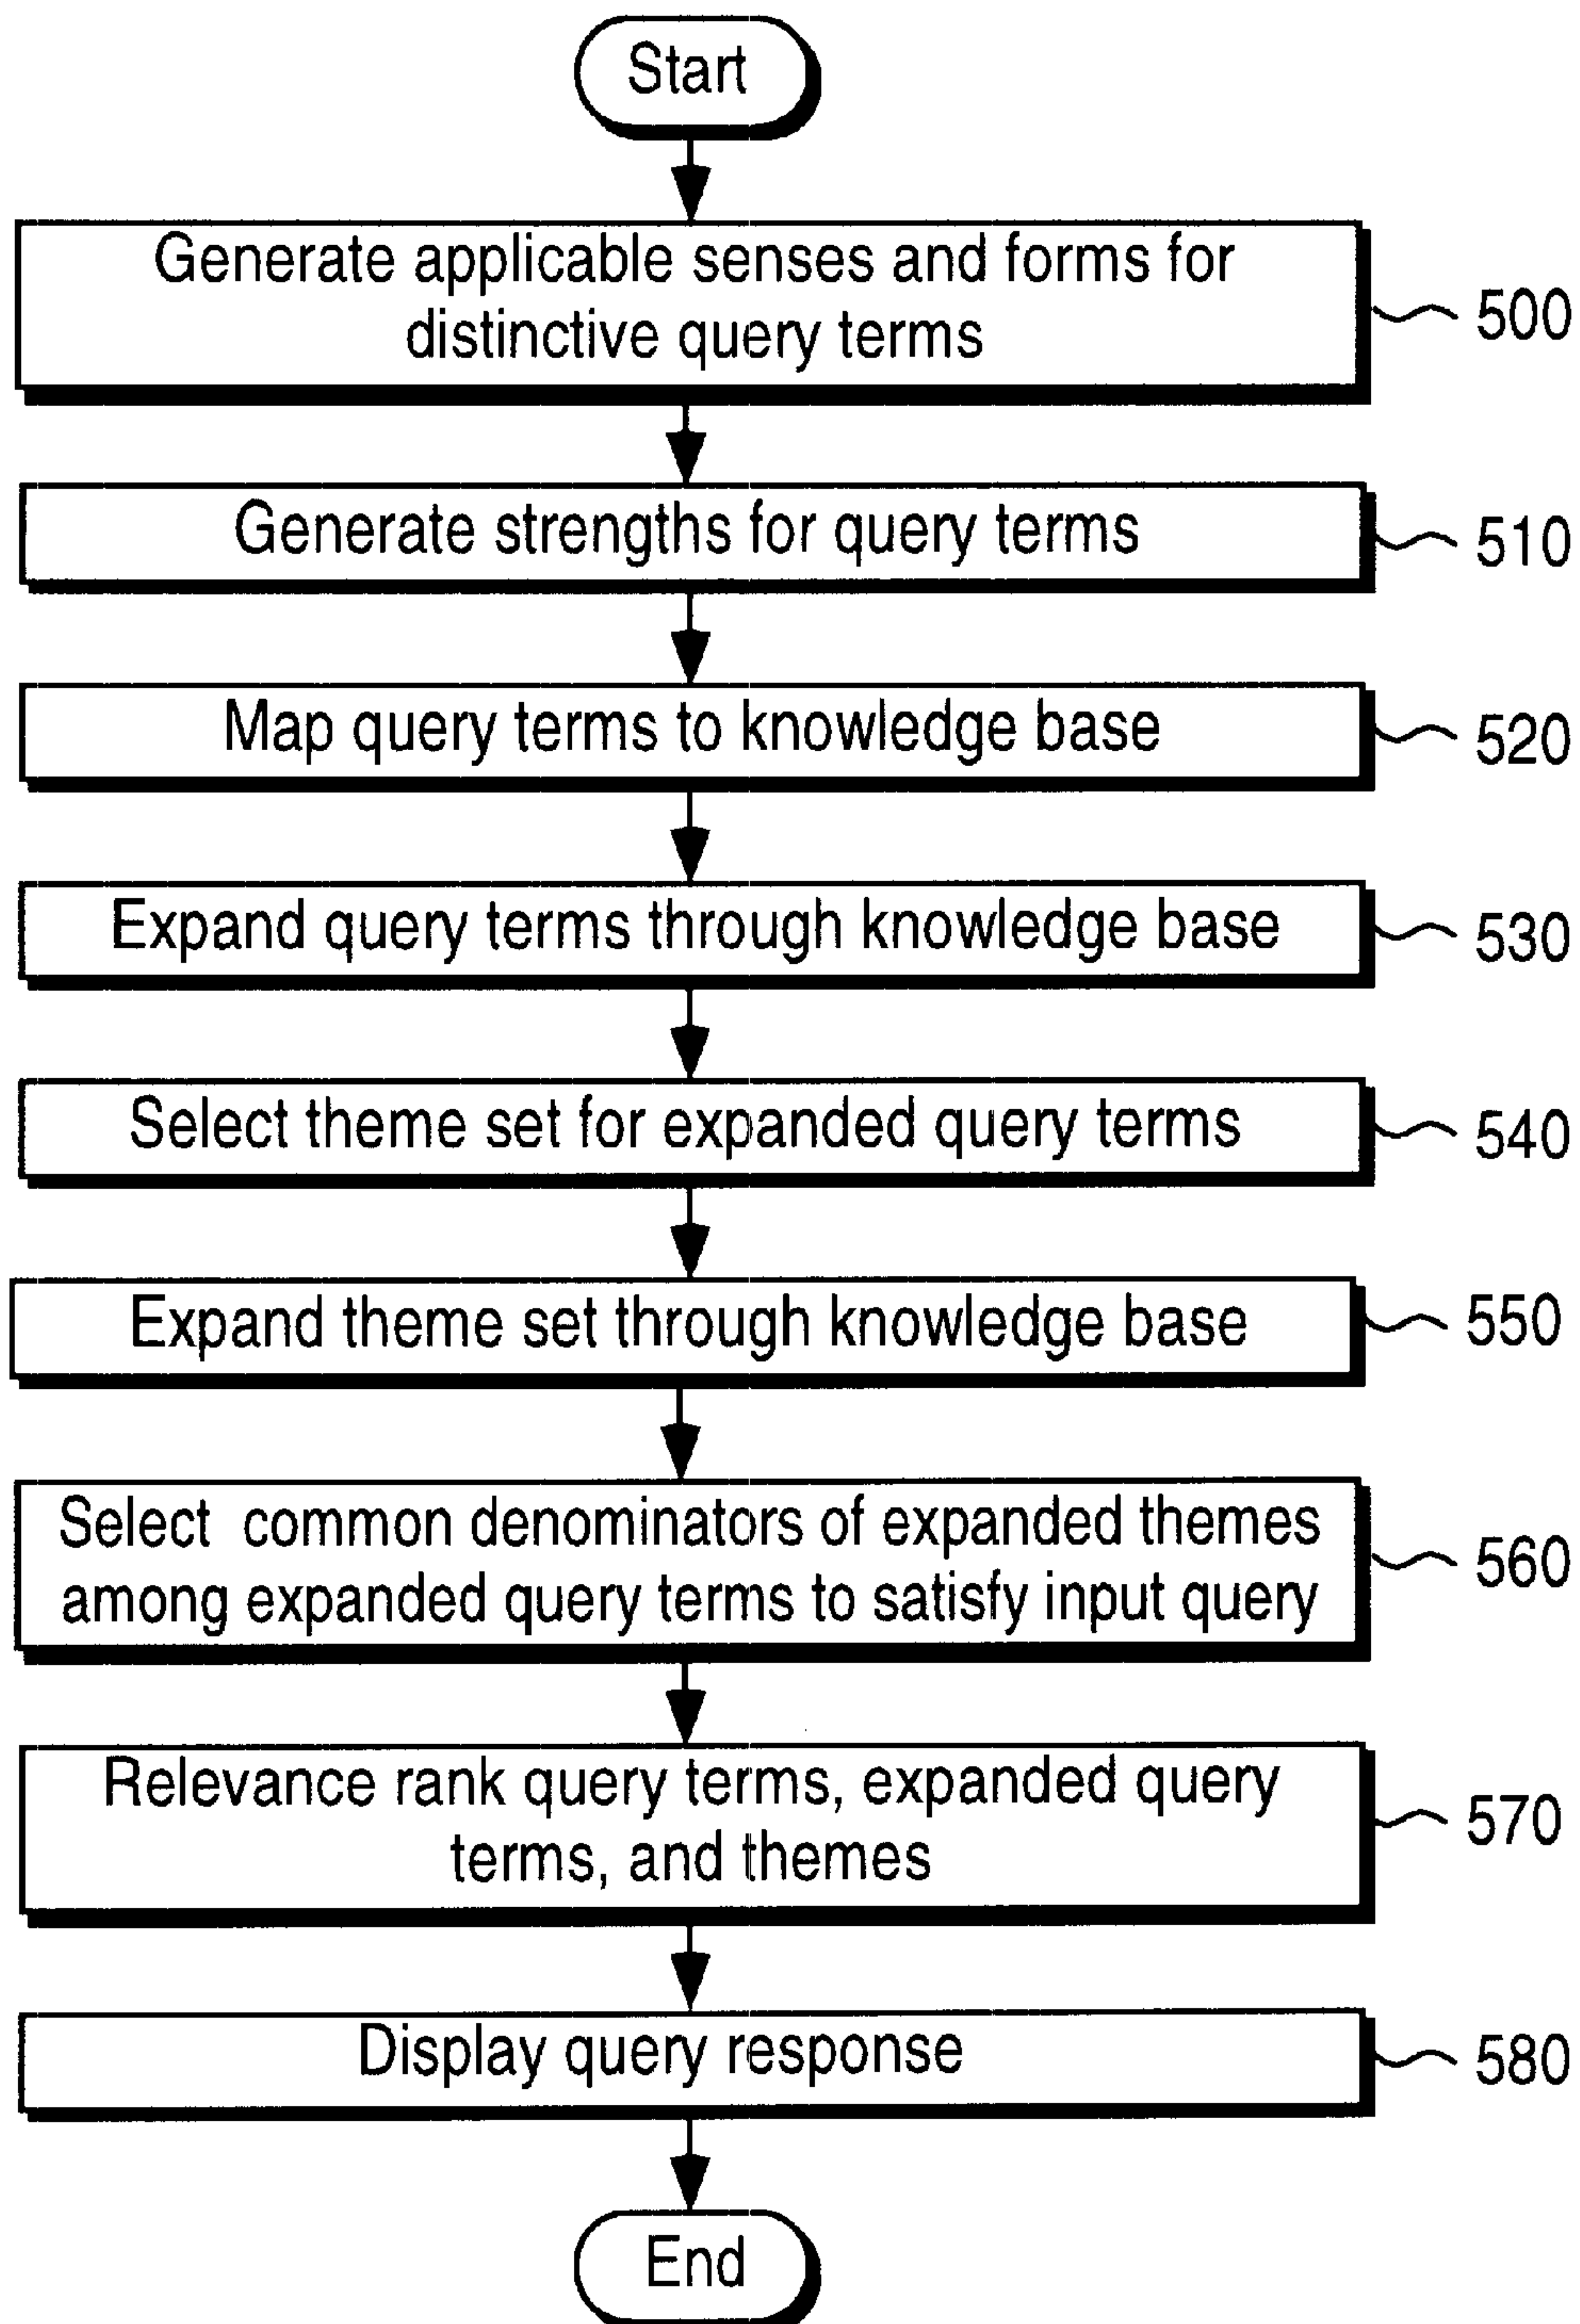 Start
Generate applicable senses and forms for
distinctive query terms
500
Generate strengths for query terms
510
Map query terms to knowledge base
520
Expand query terms through knowledge base
530
Select theme set for expanded query terms
540
Expand theme set through knowledge base
550
Select common denominators of expanded themes
among expanded query terms to satisfy input query
560
Relevance rank query terms, expanded query
terms, and themes
570
Display query response
580
End